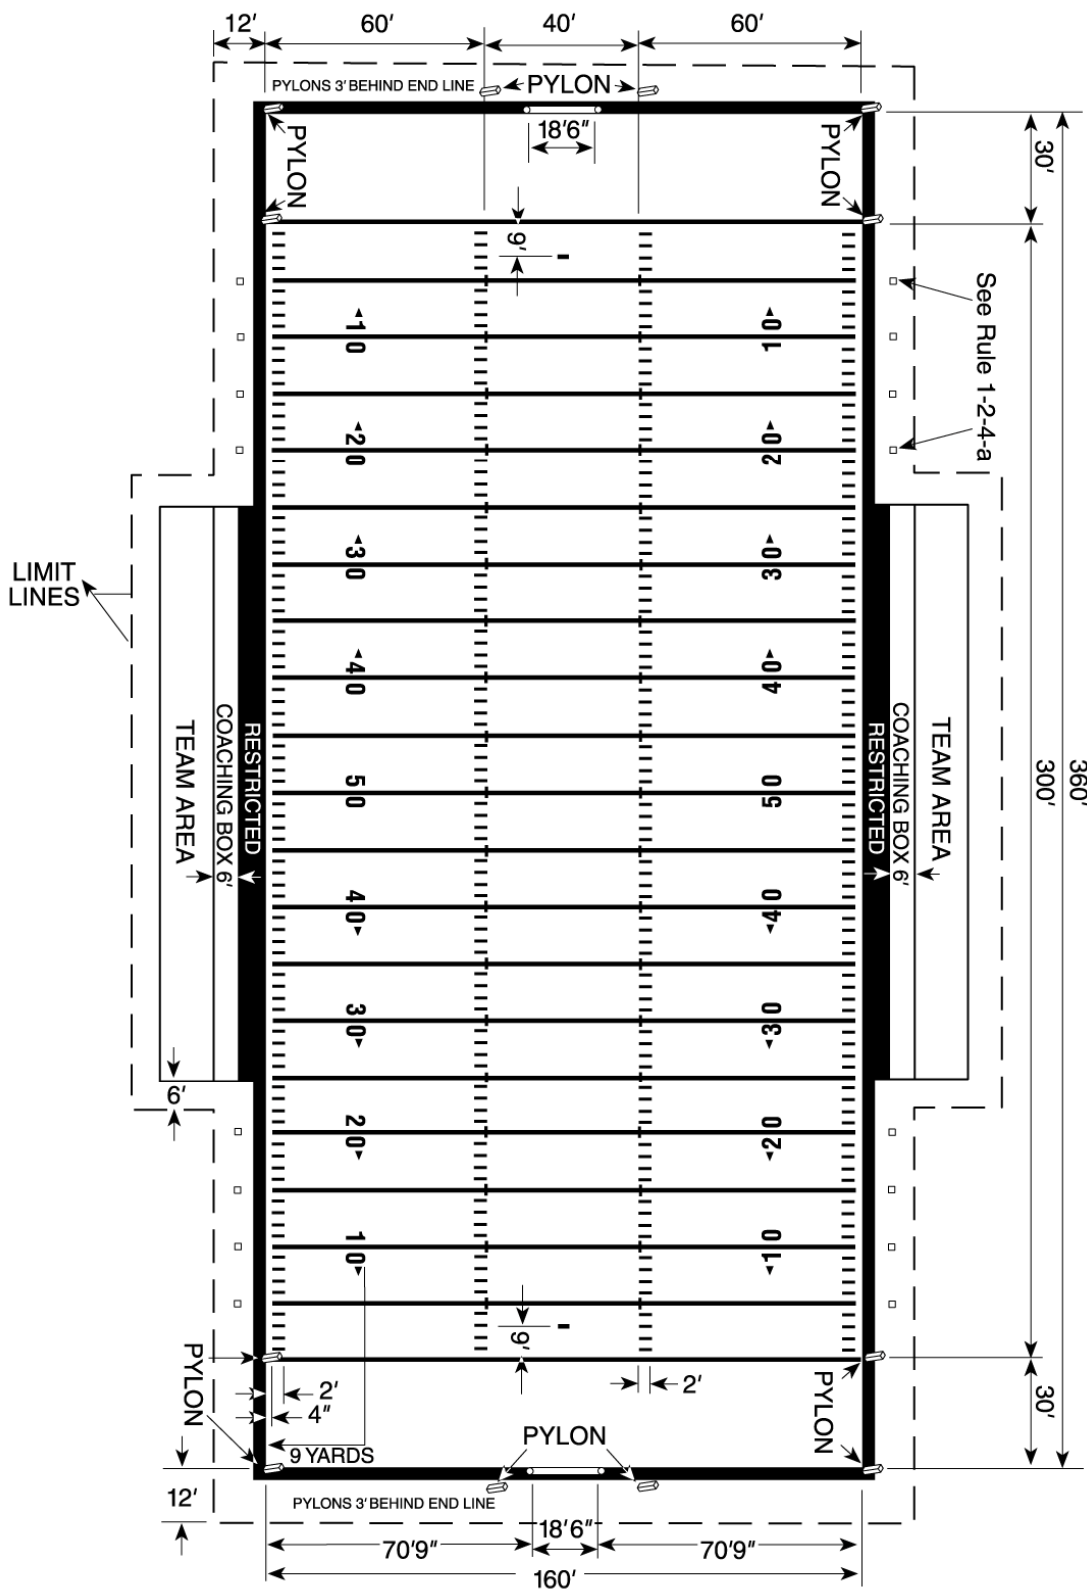 12′ 60′ 40′ 60′
PYLONS 3′ BEHIND END LINE PYLON
18′6″
PYLON
PYLON
30′
9′
See Rule 1-2-4-a
10 10
20 20
30 30
LIMIT
LINES
40 40
TEAM AREA
COACHING BOX 6′
RESTRICTED
50 50
RESTRICTED
COACHING BOX 6′
TEAM AREA
300′
360′
40 40
30 30
6′
20 20
10 10
9′
PYLON
2′ 2′
4″
PYLON
30′
9 YARDS
PYLON
12′
PYLONS 3′ BEHIND END LINE
18′6″
70′9″ 70′9″
160′